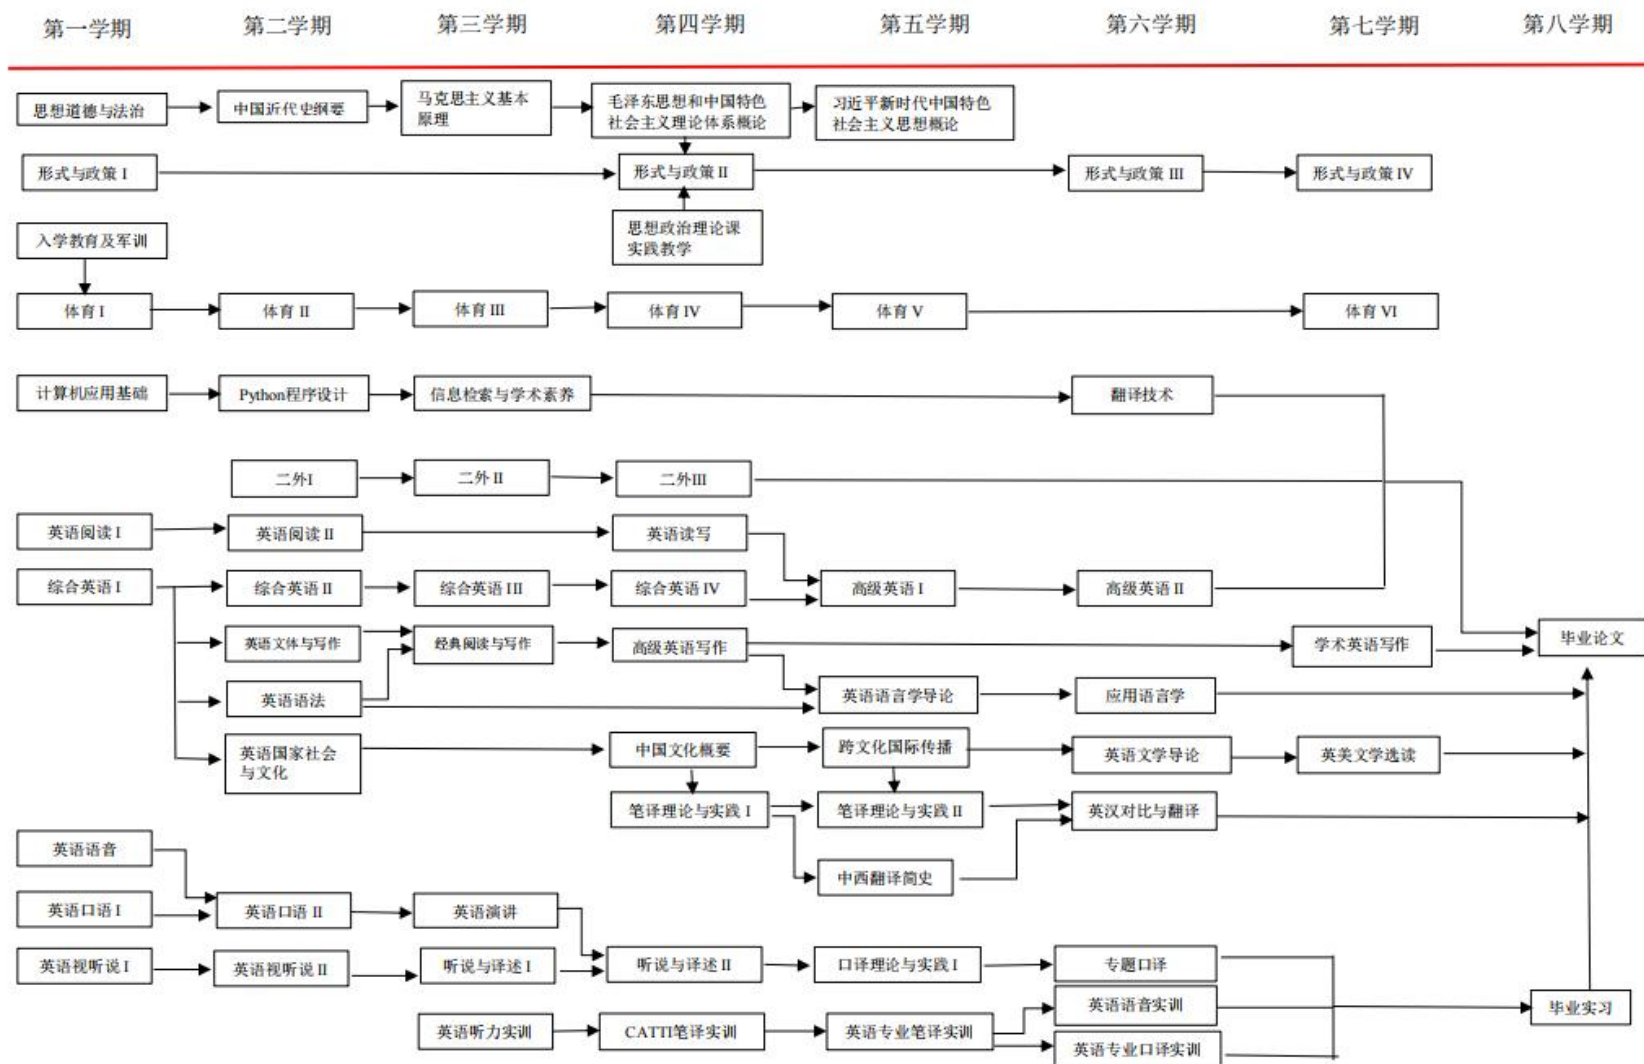 第一学期
第二学期
第三学期
第四学期
第五学期
第六学期
第七学期
第八学期
思想道德与法治
中国近代史纲要
马克思主义基本
原理
毛泽东思想和中国特色
社会主义理论体系概论
习近平新时代中国特色
社会主义思想概论
形式与政策 I
形式与政策 II
形式与政策 III
形式与政策 IV
入学教育及军训
思想政治理论课
实践教学
体育 I
体育 II
体育 III
体育 IV
体育 V
体育 VI
计算机应用基础
Python程序设计
信息检索与学术素养
翻译技术
二外I
二外 II
二外III
英语阅读 I
英语阅读 II
英语读写
综合英语 I
综合英语 II
综合英语 III
综合英语 IV
高级英语 I
高级英语 II
英语文体与写作
经典阅读与写作
高级英语写作
学术英语写作
毕业论文
英语语法
英语语言学导论
应用语言学
英语国家社会
与文化
中国文化概要
跨文化国际传播
英语文学导论
英美文学选读
笔译理论与实践 I
笔译理论与实践 II
英汉对比与翻译
英语语音
中西翻译简史
英语口语 I
英语口语 II
英语演讲
英语视听说 I
英语视听说 II
听说与译述 I
听说与译述 II
口译理论与实践 I
专题口译
英语语音实训
毕业实习
英语听力实训
CATTI笔译实训
英语专业笔译实训
英语专业口译实训